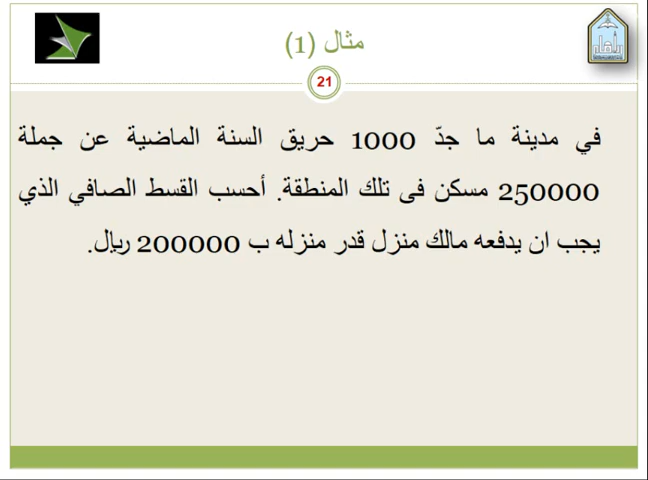 مثال (1)
21
في مدينة ما جدّ 1000 حريق السنة الماضية عن جملة
250000 مسكن فى تلك المنطقة. أحسب القسط الصافي الذي
يجب ان يدفعه مالك منزل قدر منزله ب 200000 ريال.